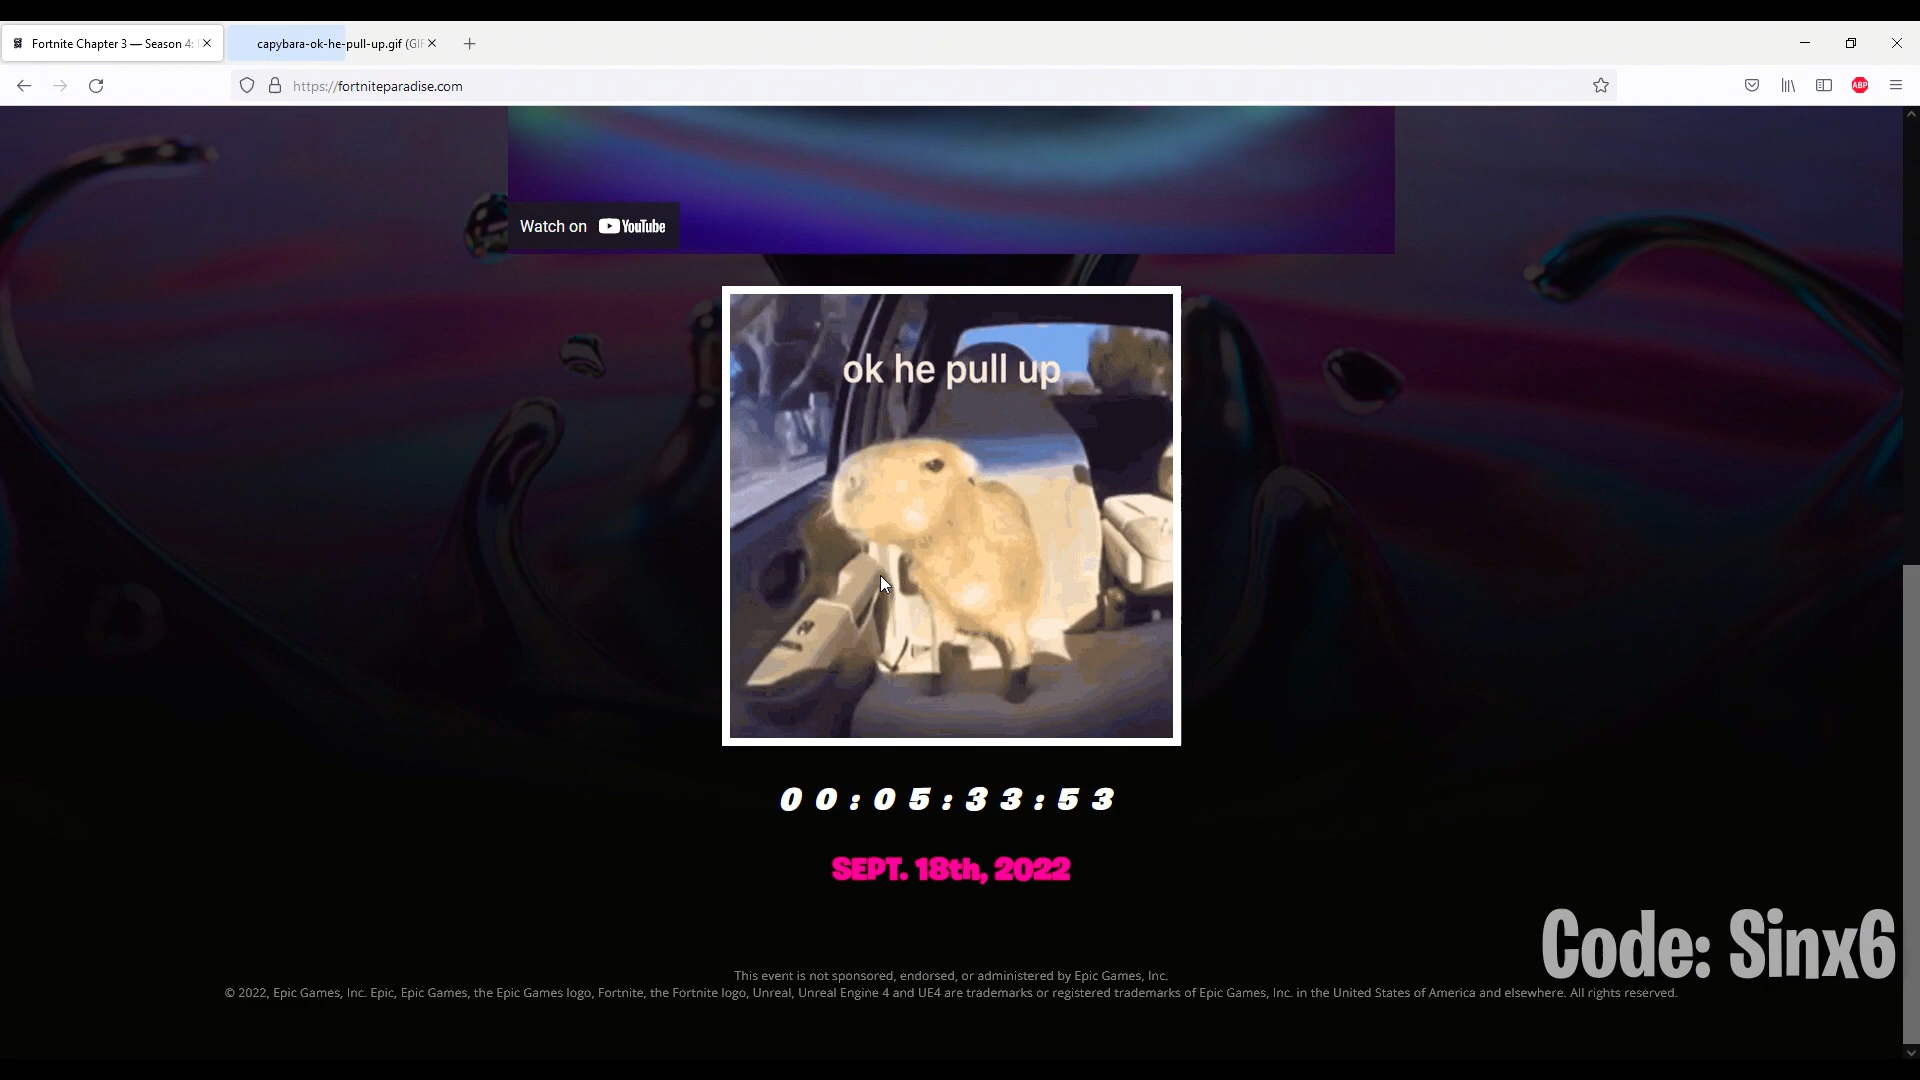 Fortnite Chapter 3 — Season 4:
capybara-ok-he-pull-up.gif (GIF
https://fortniteparadise.com
ABP
Watch on YouTube
ok he pull up
00:05:33:53
SEPT. 18th, 2022
Code: Sinx6
This event is not sponsored, endorsed, or administered by Epic Games, Inc.
© 2022, Epic Games, Inc. Epic, Epic Games, the Epic Games logo, Fortnite, the Fortnite logo, Unreal, Unreal Engine 4 and UE4 are trademarks or registered trademarks of Epic Games, Inc. in the United States of America and elsewhere. All rights reserved.